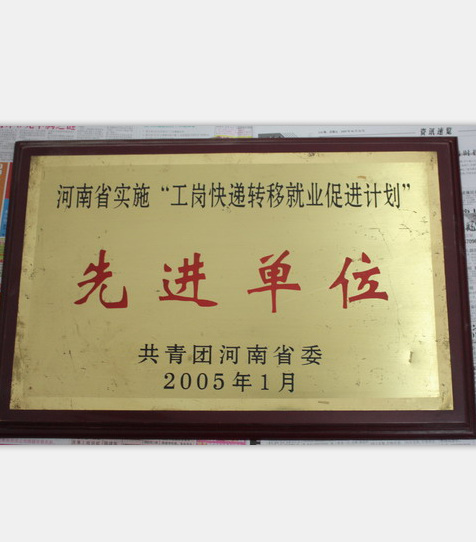 河南省实施“工岗快递转移就业促进计划”
先进单位
共青团河南省委
2005年1月